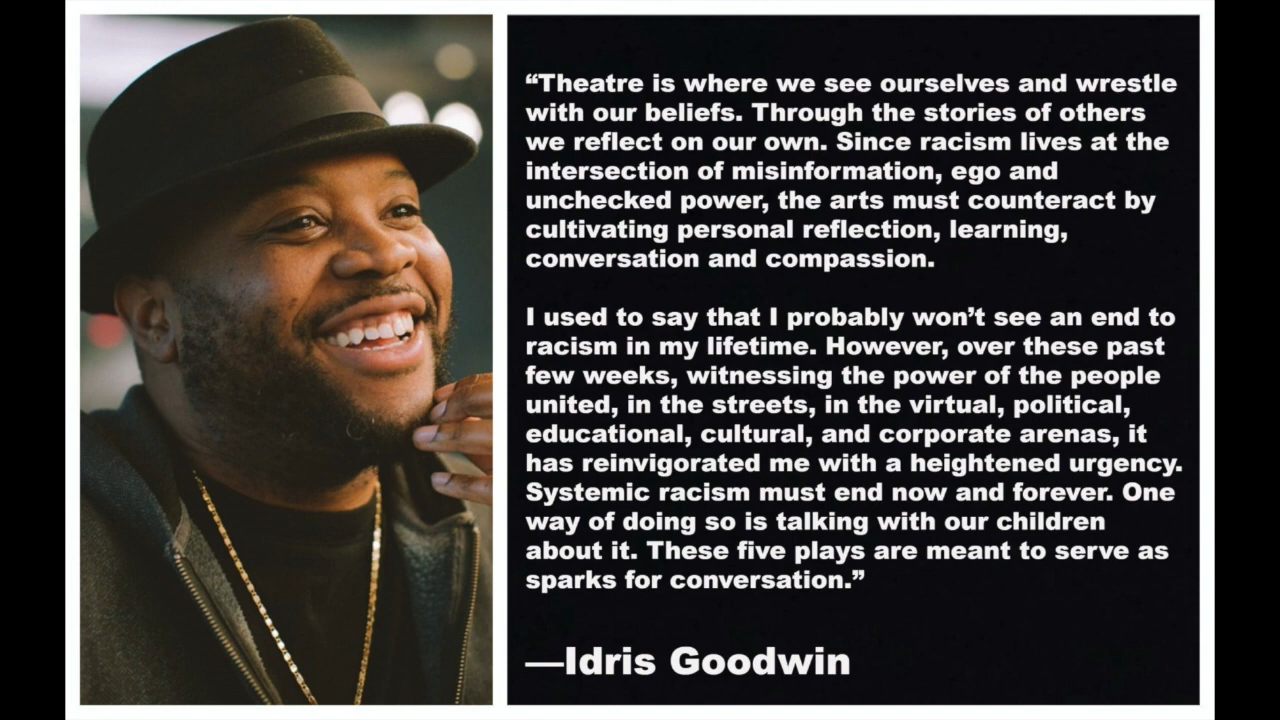 “Theatre is where we see ourselves and wrestle
with our beliefs. Through the stories of others
we reflect on our own. Since racism lives at the
intersection of misinformation, ego and
unchecked power, the arts must counteract by
cultivating personal reflection, learning,
conversation and compassion.
I used to say that I probably won’t see an end to
racism in my lifetime. However, over these past
few weeks, witnessing the power of the people
united, in the streets, in the virtual, political,
educational, cultural, and corporate arenas, it
has reinvigorated me with a heightened urgency.
Systemic racism must end now and forever. One
way of doing so is talking with our children
about it. These five plays are meant to serve as
sparks for conversation.”
—Idris Goodwin